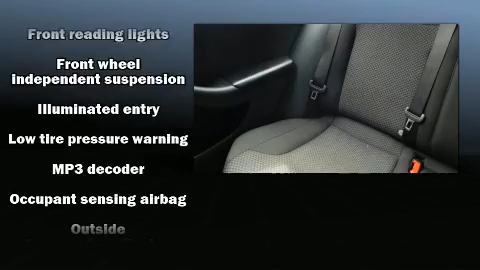 Front reading lights
Front wheel
independent suspension
Illuminated entry
Low tire pressure warning
MP3 decoder
Occupant sensing airbag
Outside